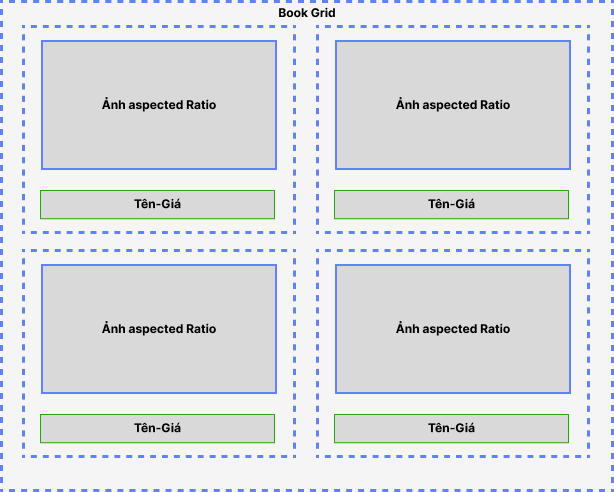 Book Grid
Ảnh aspected Ratio
Ảnh aspected Ratio
Tên-Giá
Tên-Giá
Ảnh aspected Ratio
Ảnh aspected Ratio
Tên-Giá
Tên-Giá